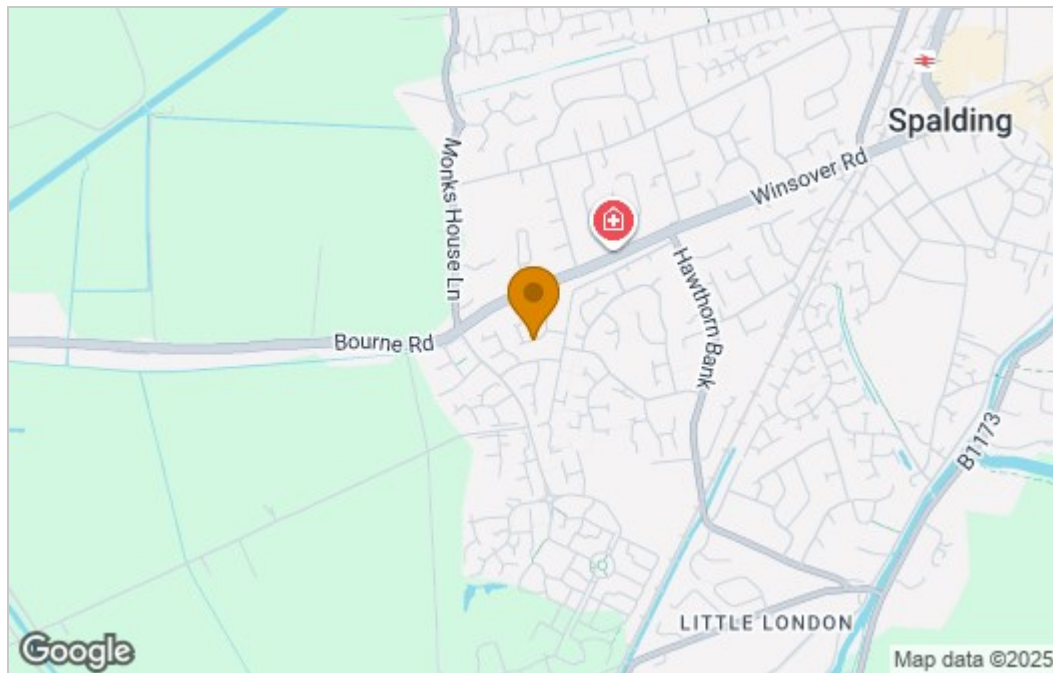 Spalding
Winsover Rd
Monks House Ln
Hawthorn Bank
Bourne Rd
B1173
LITTLE LONDON
Google
Map data ©2025